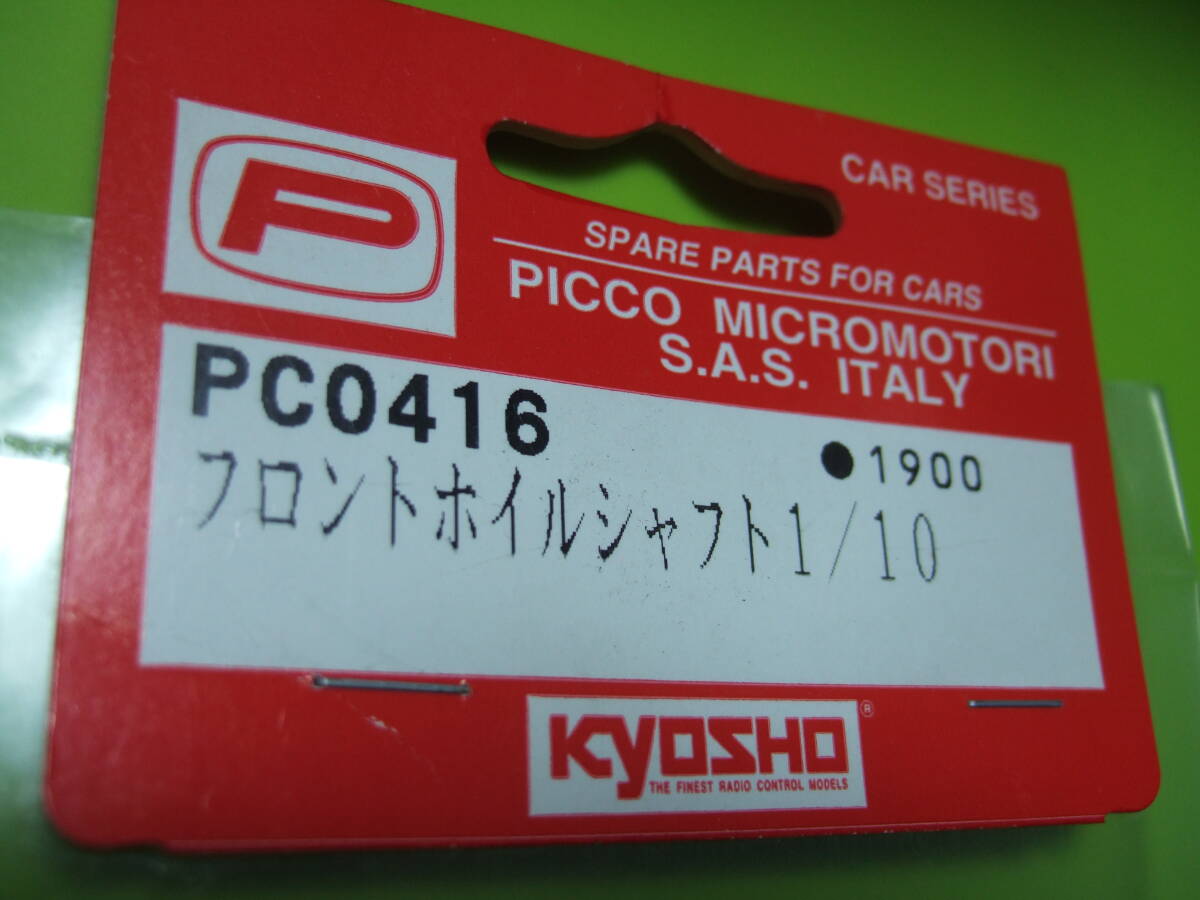 P
CAR SERIES
SPARE PARTS FOR CARS
PICCO MICROMOTORI
S.A.S. ITALY
PC0416
●1900
フロントホイルシャフト1/10
KYOSHO®
THE FINEST RADIO CONTROL MODELS